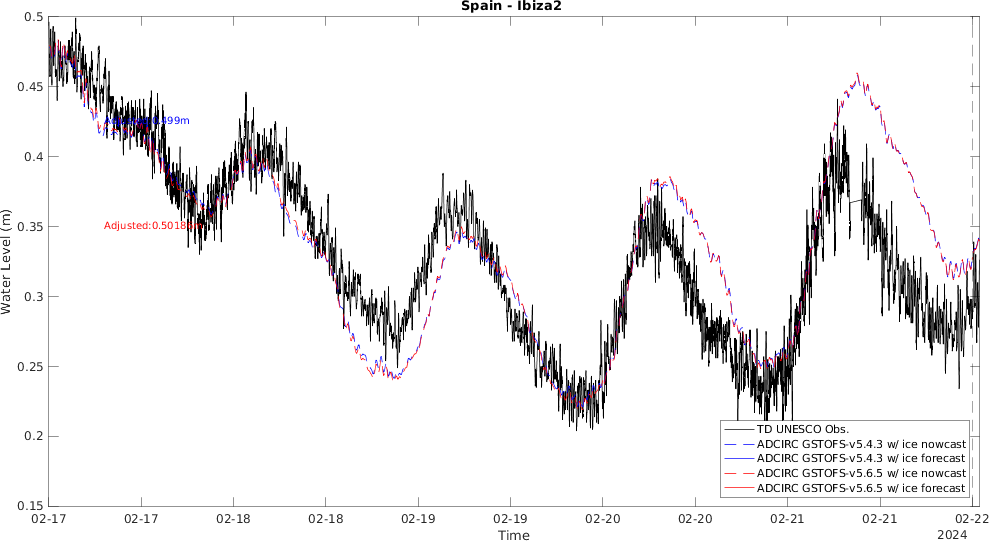 Spain - Ibiza2
0.5
0.45
0.4
0.35
0.3
0.25
0.2
0.15
Water Level (m)
499m
Adjusted:0.5018
TD UNESCO Obs.
ADCIRC GSTOFS-v5.4.3 w/ ice nowcast
ADCIRC GSTOFS-v5.4.3 w/ ice forecast
ADCIRC GSTOFS-v5.6.5 w/ ice nowcast
ADCIRC GSTOFS-v5.6.5 w/ ice forecast
02-17 02-17 02-18 02-18 02-19 02-19 02-20 02-20 02-21 02-21 02-22
2024
Time